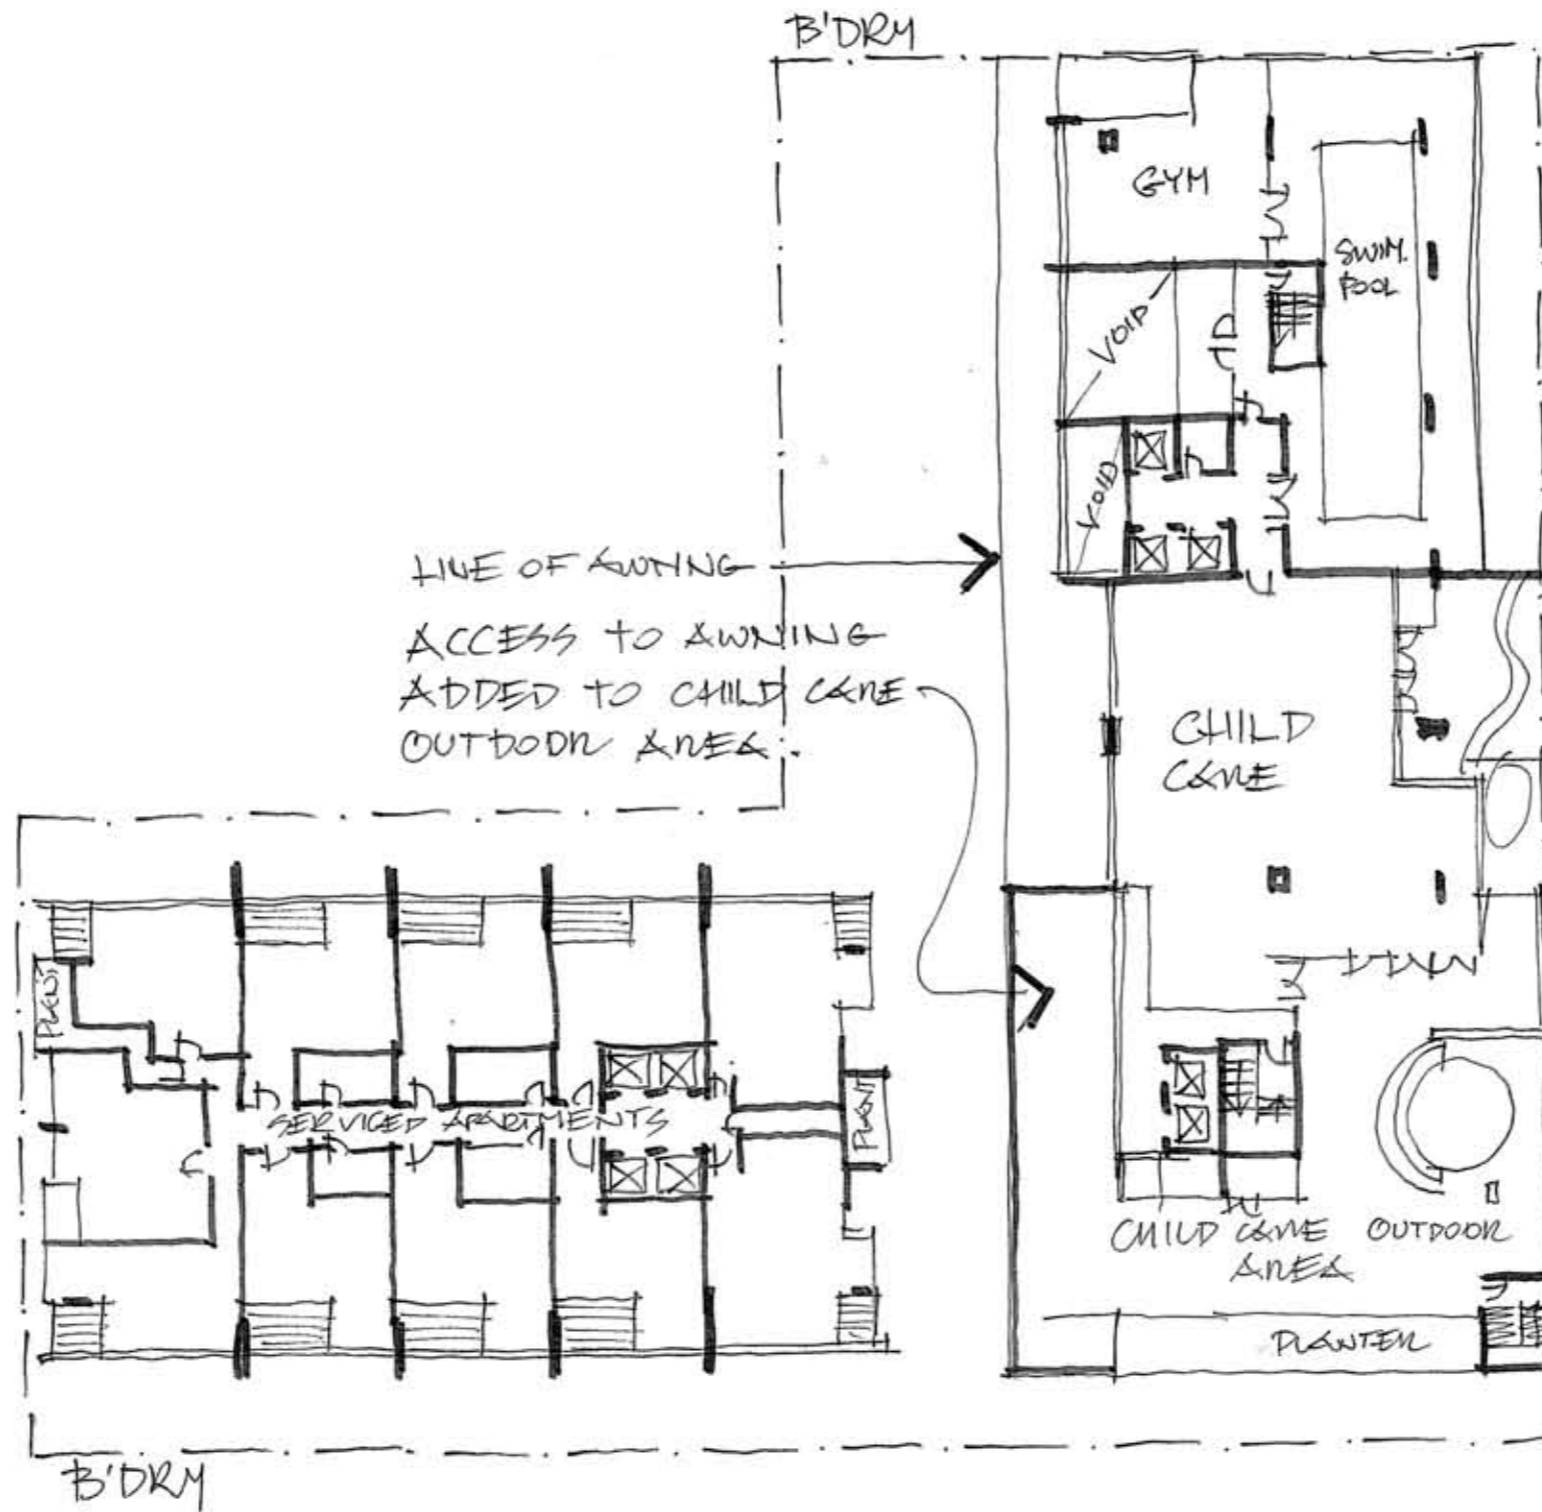 B'DRY
GYM
SWIM.
POOL
VOID
VOID
LINE OF AWNING
ACCESS TO AWNING
ADDED TO CHILD CARE
OUTDOOR AREA.
CHILD
CARE
PLANT
SERVICED APARTMENTS
PLANT
CHILD CARE OUTDOOR
AREA
PLANTER
B'DRY